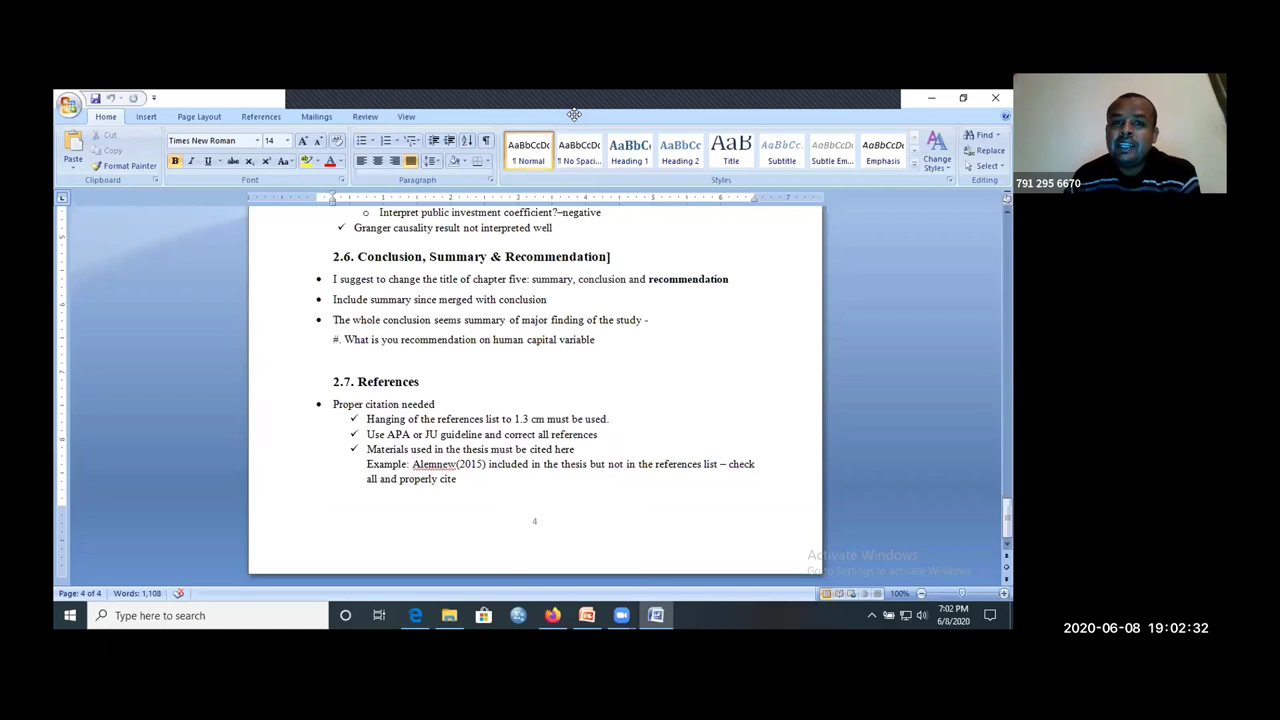 Home Insert Page Layout References Mailings Review View
Cut
Copy
Format Painter
Paste
Clipboard
Times New Roman 14
Font
Paragraph
AaBbCcDc AaBbCcDc AaBbC AaBbCc AaB AaBbCc. AaBbCcDc AaBbCcDc
¶ Normal ¶ No Spaci... Heading 1 Heading 2 Title Subtitle Subtle Em... Emphasis
Change Styles
Styles
Find
Replace
Select
Editing
o Interpret public investment coefficient?–negative
✓ Granger causality result not interpreted well
2.6. Conclusion, Summary & Recommendation]
• I suggest to change the title of chapter five: summary, conclusion and recommendation
• Include summary since merged with conclusion
• The whole conclusion seems summary of major finding of the study -
#. What is you recommendation on human capital variable
2.7. References
• Proper citation needed
✓ Hanging of the references list to 1.3 cm must be used.
✓ Use APA or JU guideline and correct all references
✓ Materials used in the thesis must be cited here
Example: Alemnew(2015) included in the thesis but not in the references list – check
all and properly cite
4
Activate Windows
Go to Settings to activate Windows.
Page: 4 of 4 Words: 1,108 100%
Type here to search
7:02 PM
6/8/2020
791 295 6670
2020-06-08 19:02:32